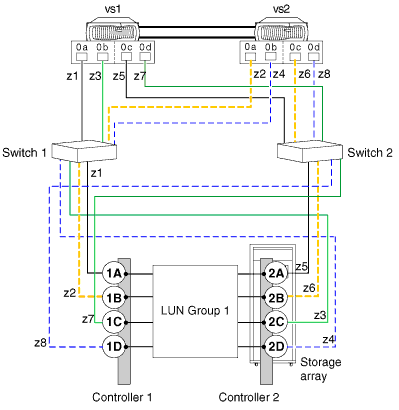 vs1 vs2
0a 0b 0c 0d 0a 0b 0c 0d
z1 z3 z5 z7 z2 z4 z6 z8
Switch 1 Switch 2
z1
1A 2A z5
z2 1B 2B z6
LUN Group 1
z7 1C 2C z3
z8 1D 2D z4
Storage
array
Controller 1 Controller 2